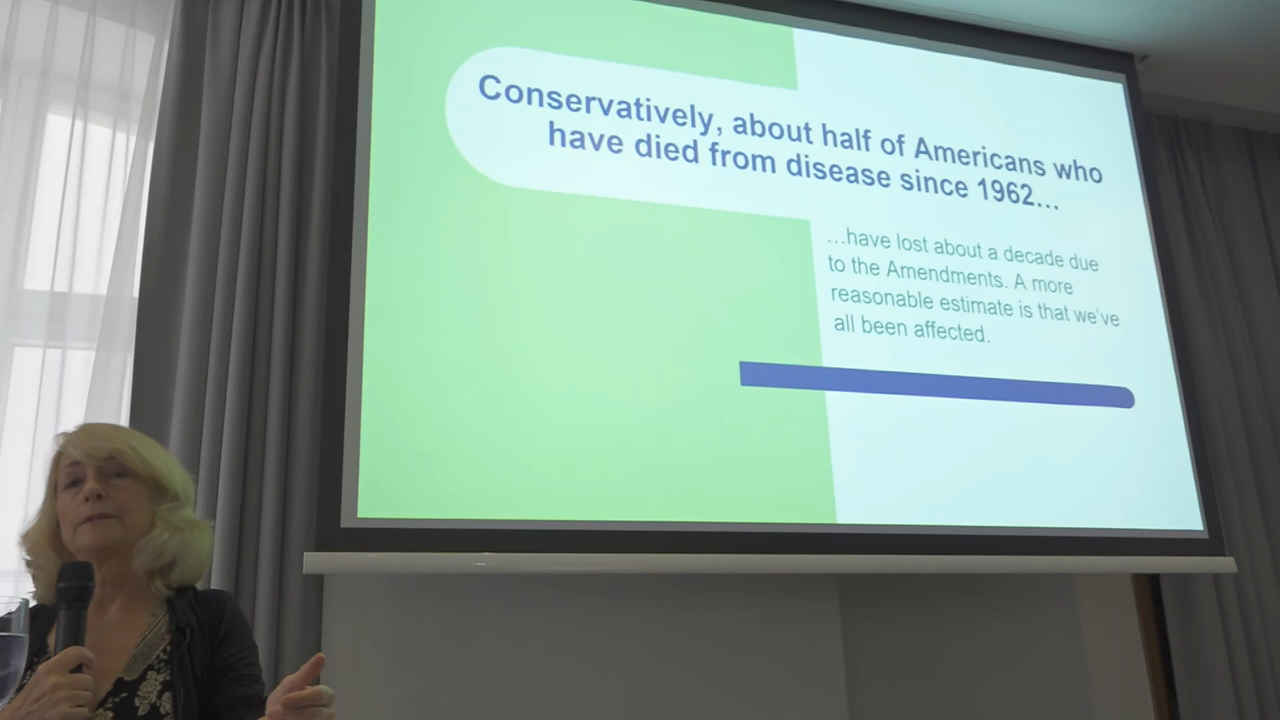 Conservatively, about half of Americans who
have died from disease since 1962...
...have lost about a decade due
to the Amendments. A more
reasonable estimate is that we've
all been affected.